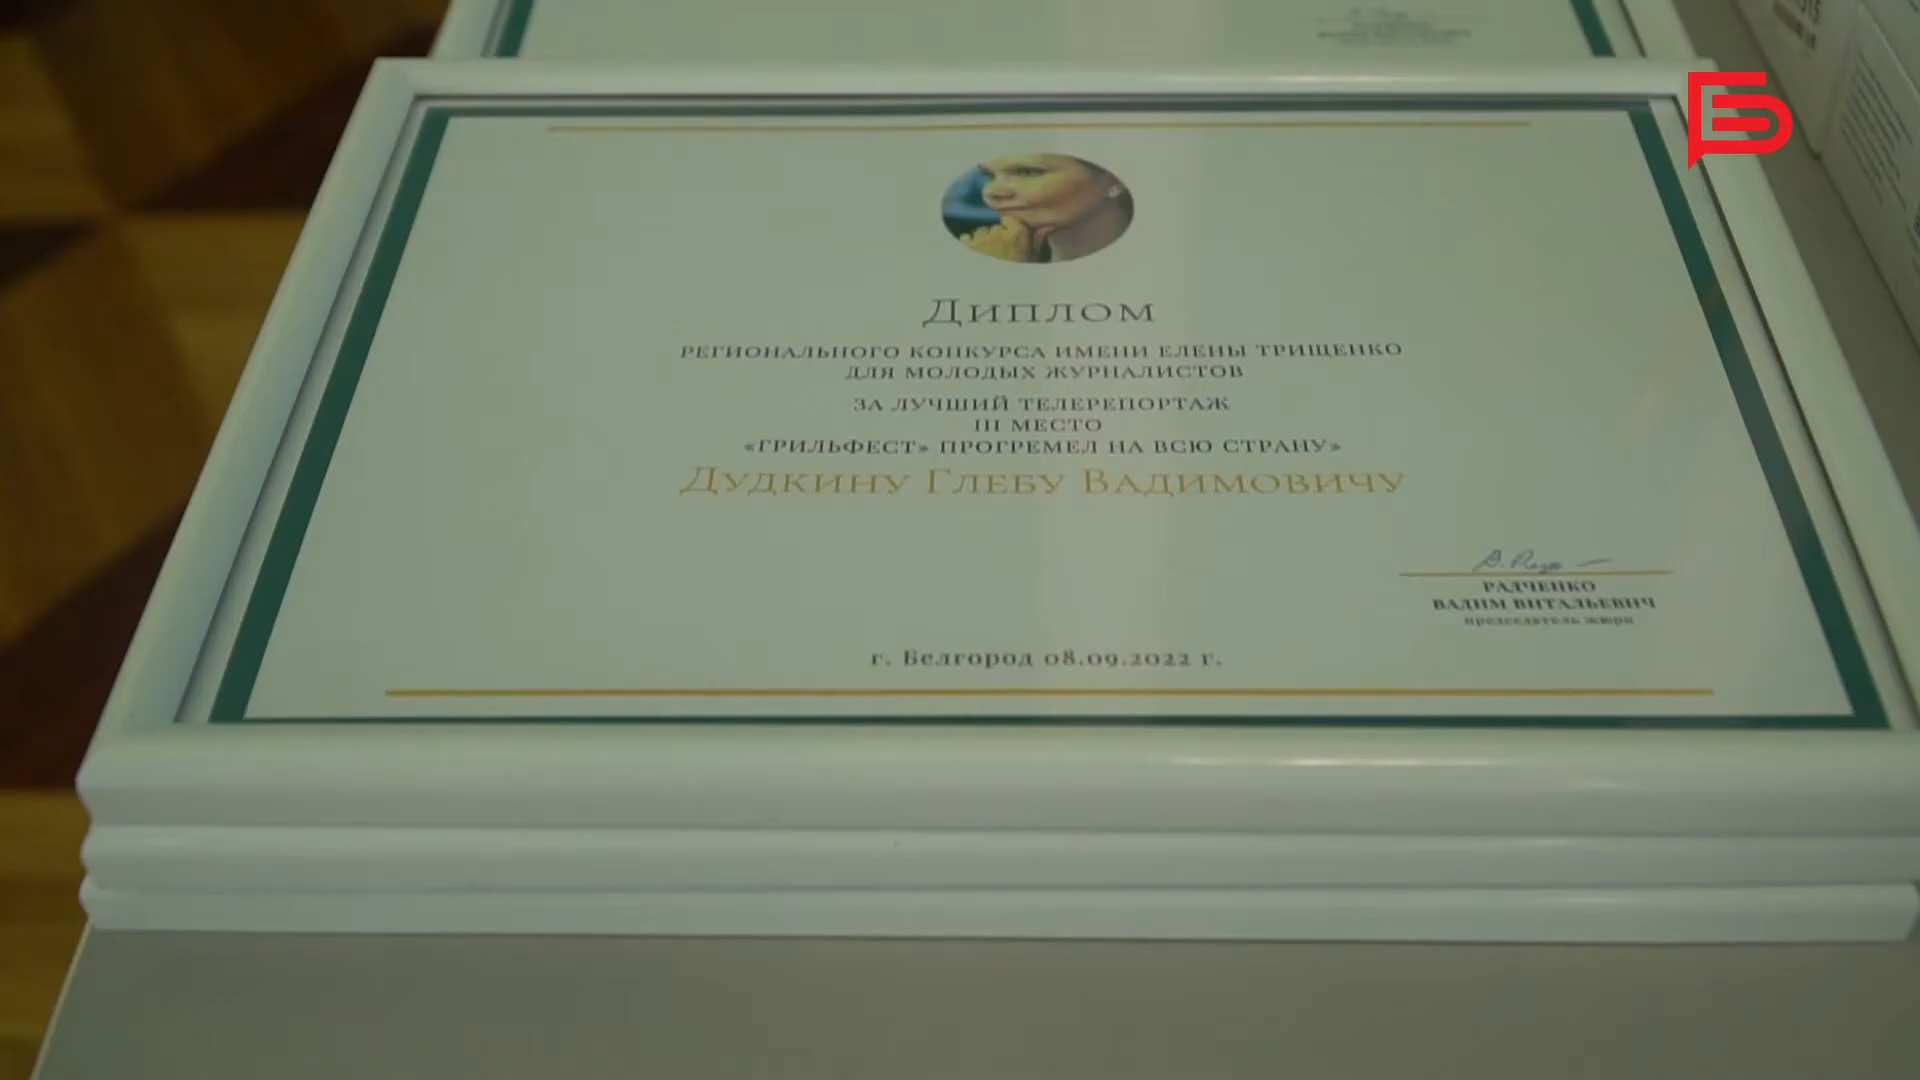 Диплом
РЕГИОНАЛЬНОГО КОНКУРСА ИМЕНИ ЕЛЕНЫ ТРИЩЕНКО
ДЛЯ МОЛОДЫХ ЖУРНАЛИСТОВ
ЗА ЛУЧШИЙ ТЕЛЕРЕПОРТАЖ
III МЕСТО
«ГРИЛЬФЕСТ» ПРОГРЕМЕЛ НА ВСЮ СТРАНУ»
Дудкину Глебу Вадимовичу
РАДЧЕНКО
ВАДИМ ВИТАЛЬЕВИЧ
председатель жюри
г. Белгород 08.09.2022 г.